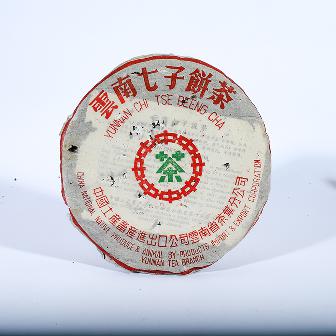 雲南七子餅茶
YUNNAN CHI TSE BEENG CHA
茶
中國土産畜産進出口公司雲南省茶葉分公司
CHINA NATIONAL NATIVE PRODUCE & ANIMAL BY-PRODUCTS IMPORT & EXPORT CORPORATION
YUNNAN TEA BRANCH